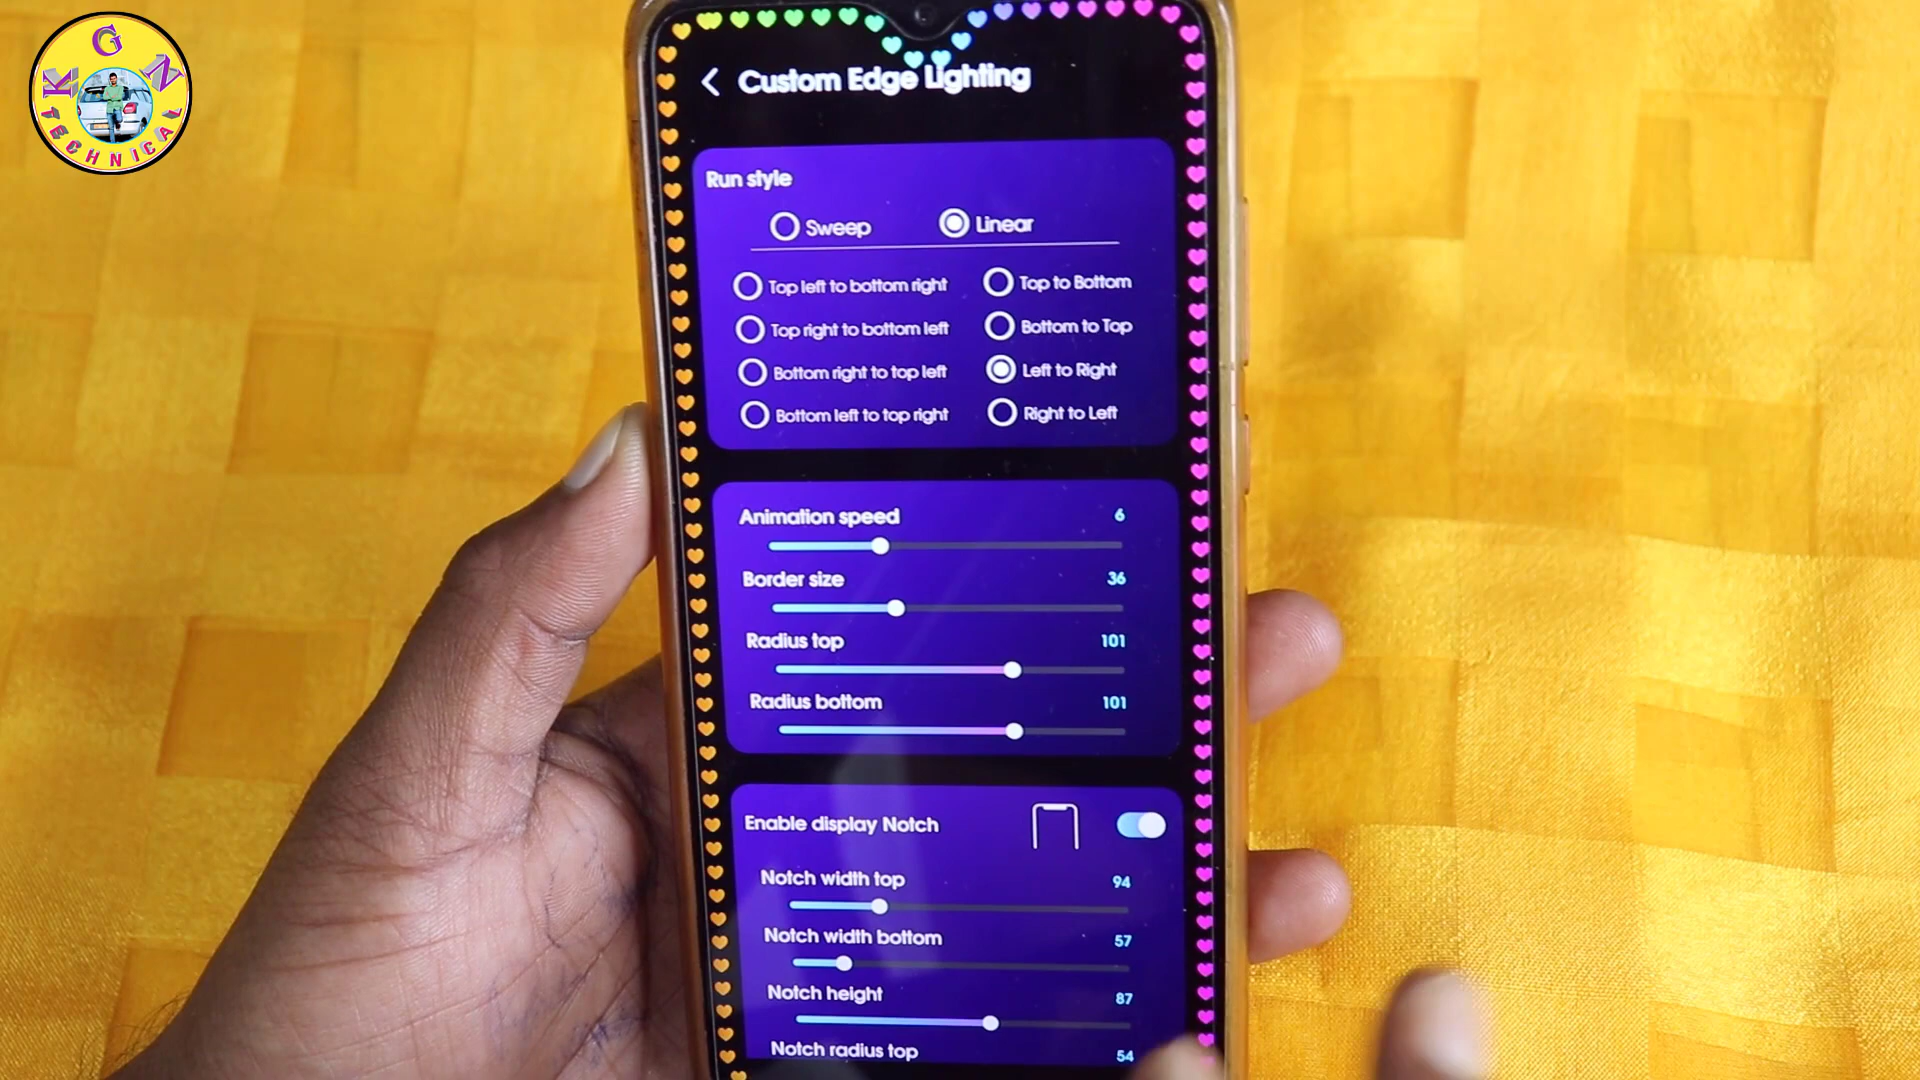 K G N
TECHNICAL
Custom Edge Lighting
Run style
Sweep Linear
Top left to bottom right Top to Bottom
Top right to bottom left Bottom to Top
Bottom right to top left Left to Right
Bottom left to top right Right to Left
Animation speed 6
Border size 36
Radius top 101
Radius bottom 101
Enable display Notch
Notch width top 94
Notch width bottom 57
Notch height 87
Notch radius top 54